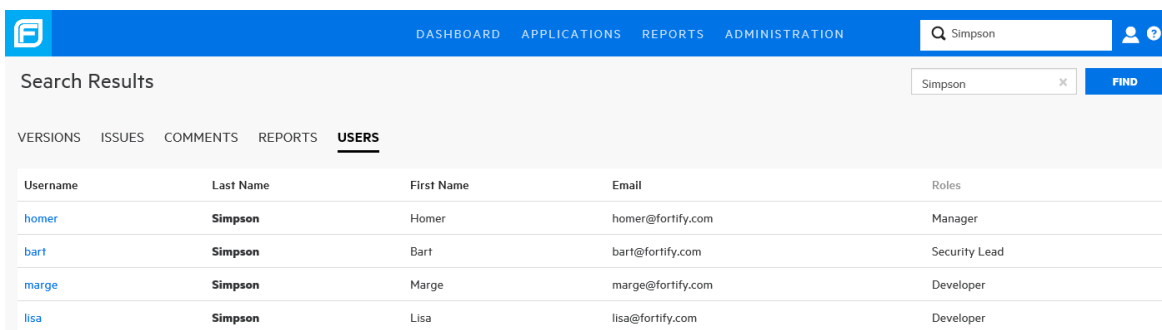 DASHBOARD APPLICATIONS REPORTS ADMINISTRATION Simpson ?
Search Results Simpson × FIND
VERSIONS ISSUES COMMENTS REPORTS USERS
Username Last Name First Name Email Roles
homer Simpson Homer homer@fortify.com Manager
bart Simpson Bart bart@fortify.com Security Lead
marge Simpson Marge marge@fortify.com Developer
lisa Simpson Lisa lisa@fortify.com Developer